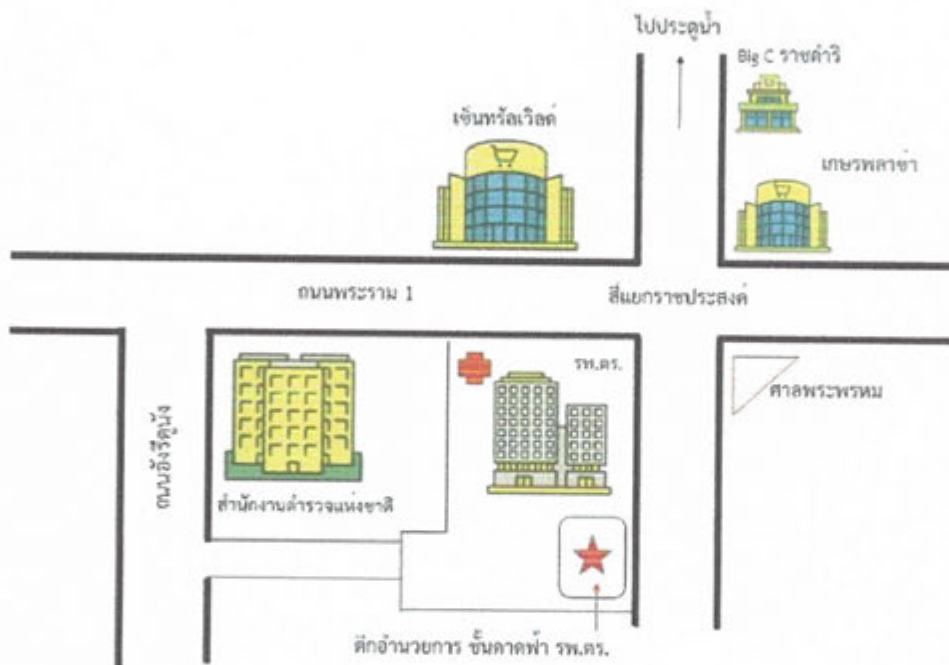 ไปประตูน้ำ
Big C ราชดำริ
เซ็นทรัลเวิลด์
เกษรพลาซ่า
ถนนพระราม 1
สี่แยกราชประสงค์
รพ.ตร.
ศาลพระพรหม
ถนนอังรีดูนัง
สำนักงานตำรวจแห่งชาติ
ตึกอำนวยการ ชั้นดาดฟ้า รพ.ตร.